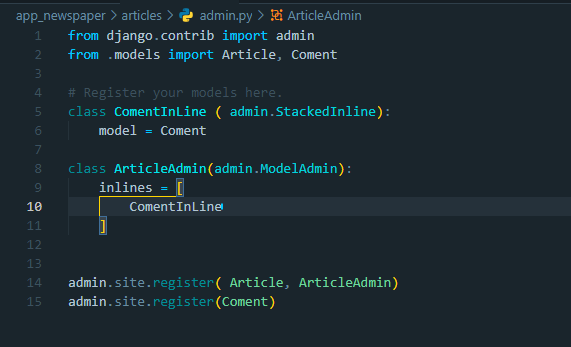 app_newspaper > articles > admin.py > ArticleAdmin
1 from django.contrib import admin
2 from .models import Article, Coment
3
4 # Register your models here.
5 class ComentInLine ( admin.StackedInline):
6     model = Coment
7
8 class ArticleAdmin(admin.ModelAdmin):
9     inlines = [
10         ComentInLine
11     ]
12
13
14 admin.site.register( Article, ArticleAdmin)
15 admin.site.register(Coment)